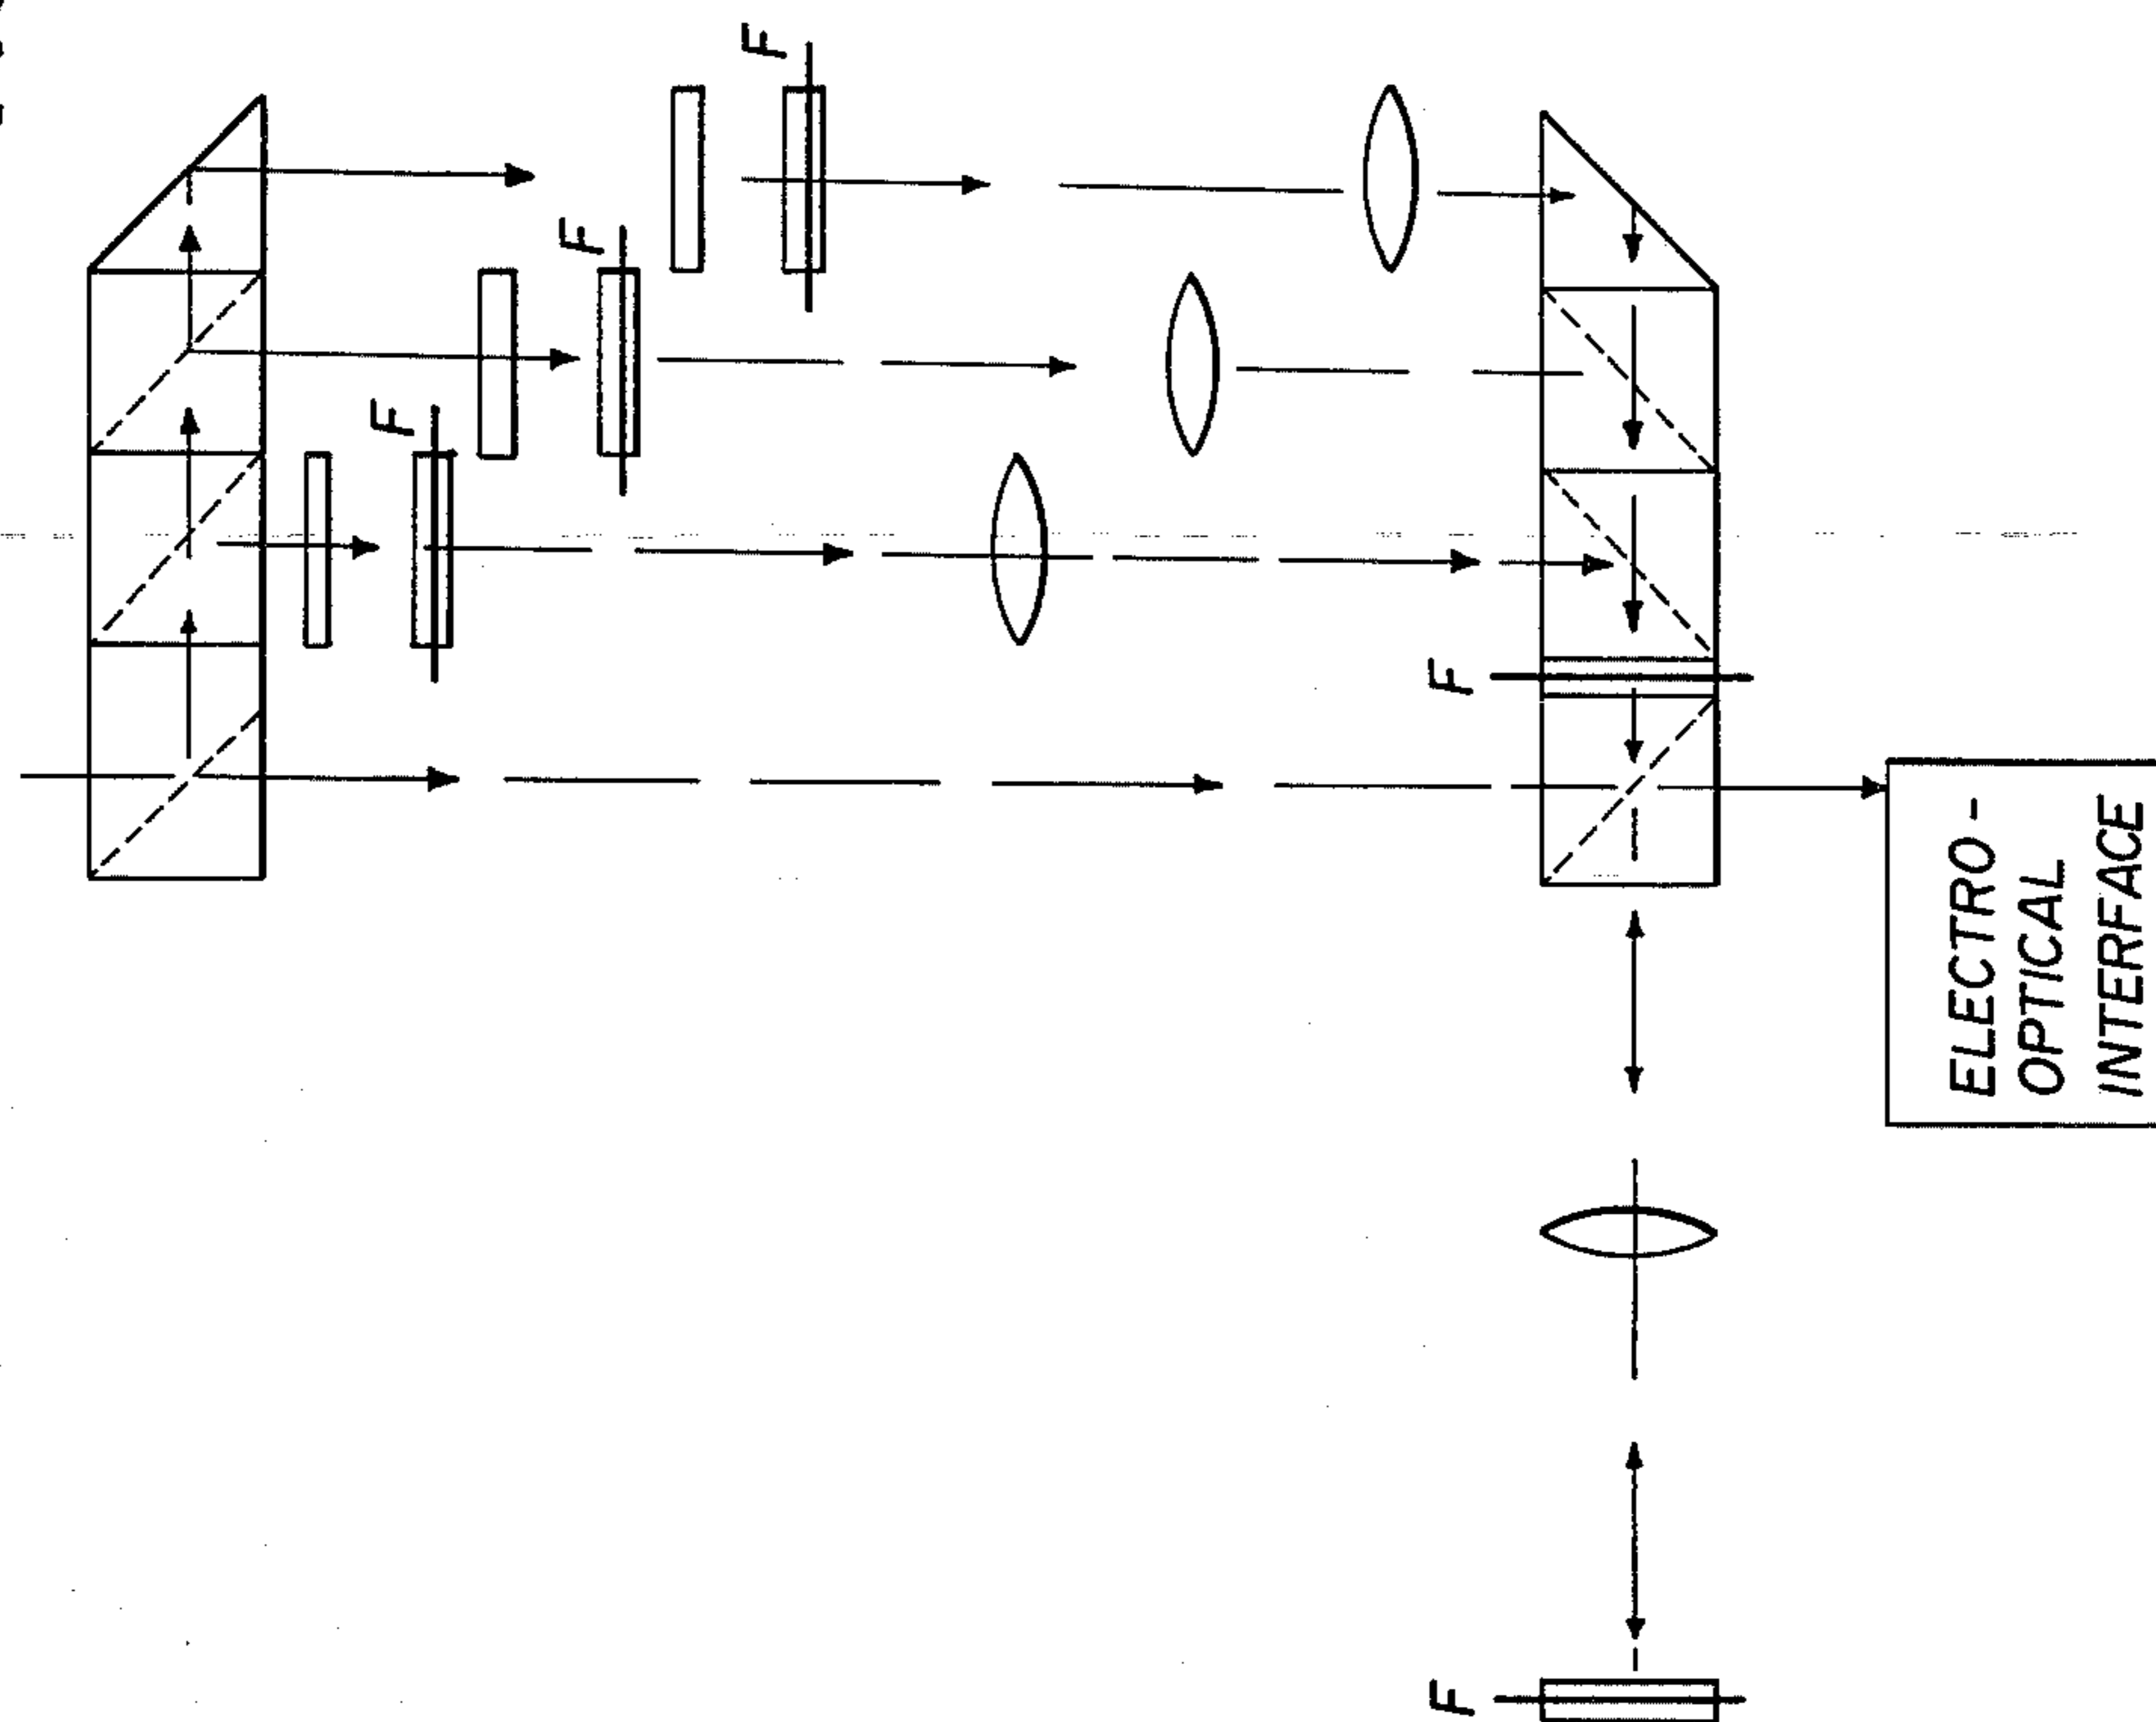 F
F
F
F
F
ELECTRO-
OPTICAL
INTERFACE